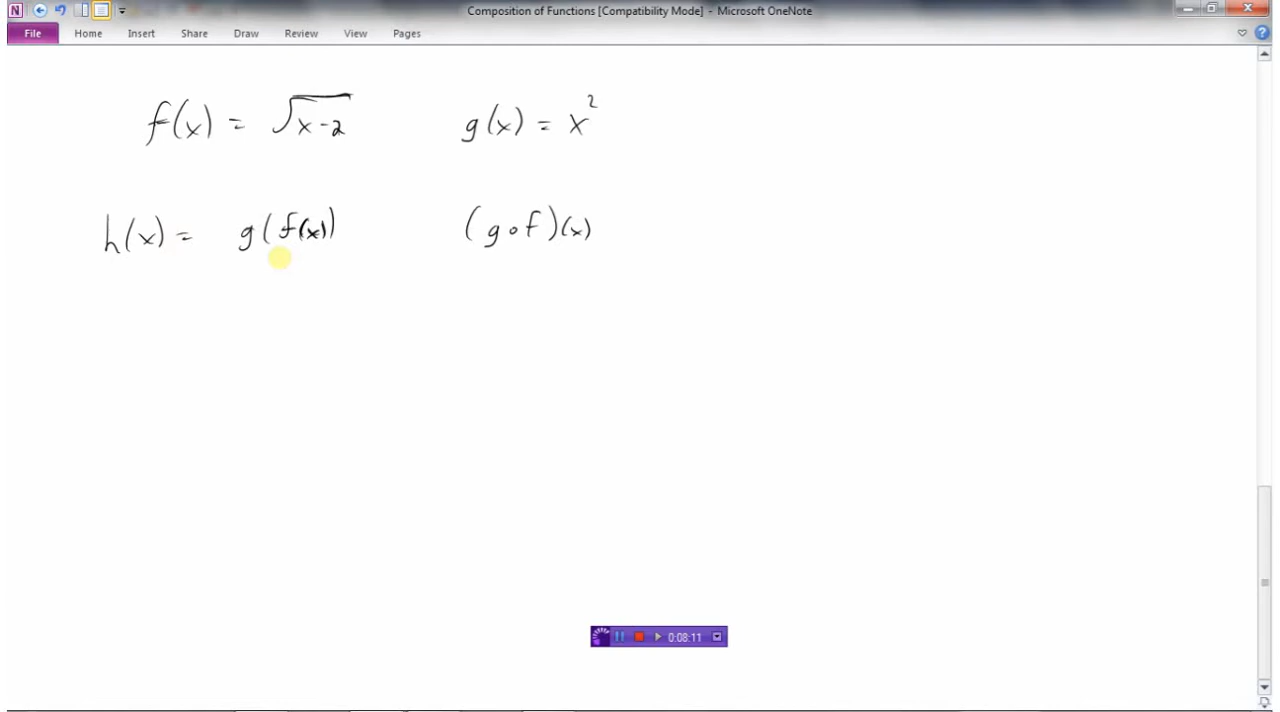 Composition of Functions [Compatibility Mode] - Microsoft OneNote
File Home Insert Share Draw Review View Pages
f(x) = √(x-2) g(x) = x²
h(x) = g(f(x)) (g∘f)(x)
0:08:11